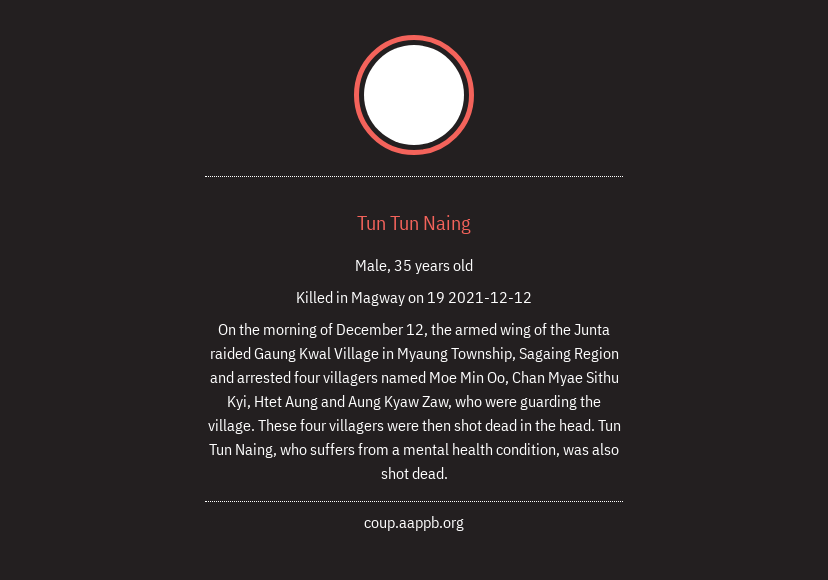 Tun Tun Naing
Male, 35 years old
Killed in Magway on 19 2021-12-12
On the morning of December 12, the armed wing of the Junta
raided Gaung Kwal Village in Myaung Township, Sagaing Region
and arrested four villagers named Moe Min Oo, Chan Myae Sithu
Kyi, Htet Aung and Aung Kyaw Zaw, who were guarding the
village. These four villagers were then shot dead in the head. Tun
Tun Naing, who suffers from a mental health condition, was also
shot dead.
coup.aappb.org